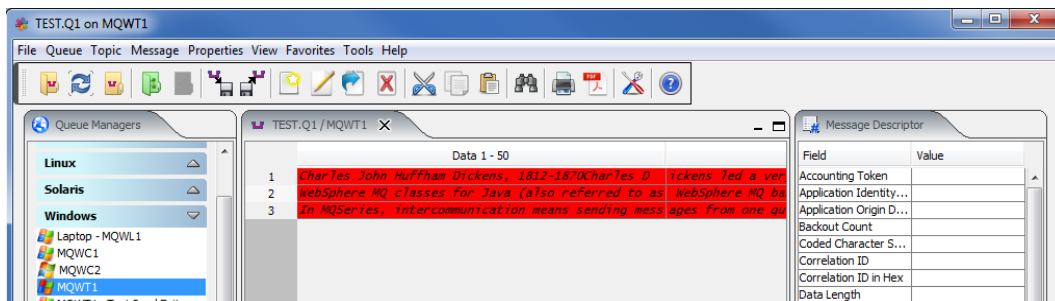 TEST.Q1 on MQWT1
File Queue Topic Message Properties View Favorites Tools Help
PDF
Queue Managers
TEST.Q1 / MQWT1
Message Descriptor
Linux
Solaris
Windows
Laptop - MQWL1
MQWC1
MQWC2
MQWT1
Data 1 - 50
1 Charles John Huffham Dickens, 1812-1870Charles D ickens led a ver
2 WebSphere MQ classes for Java (also referred to as WebSphere MQ ba
3 In MQSeries, intercommunication means sending mess ages from one qu
Field Value
Accounting Token
Application Identity...
Application Origin D...
Backout Count
Coded Character S...
Correlation ID
Correlation ID in Hex
Data Length